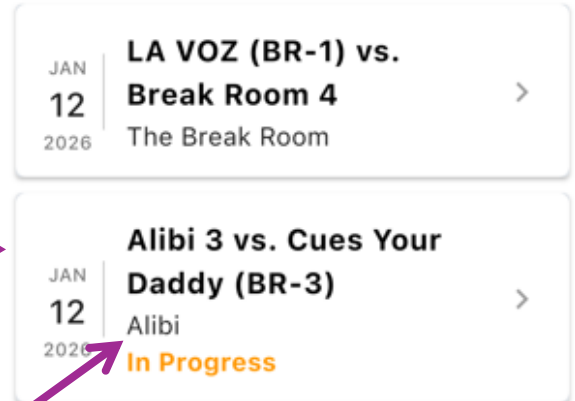 JAN
12
2026
LA VOZ (BR-1) vs.
Break Room 4
The Break Room
JAN
12
2026
Alibi 3 vs. Cues Your
Daddy (BR-3)
Alibi
In Progress